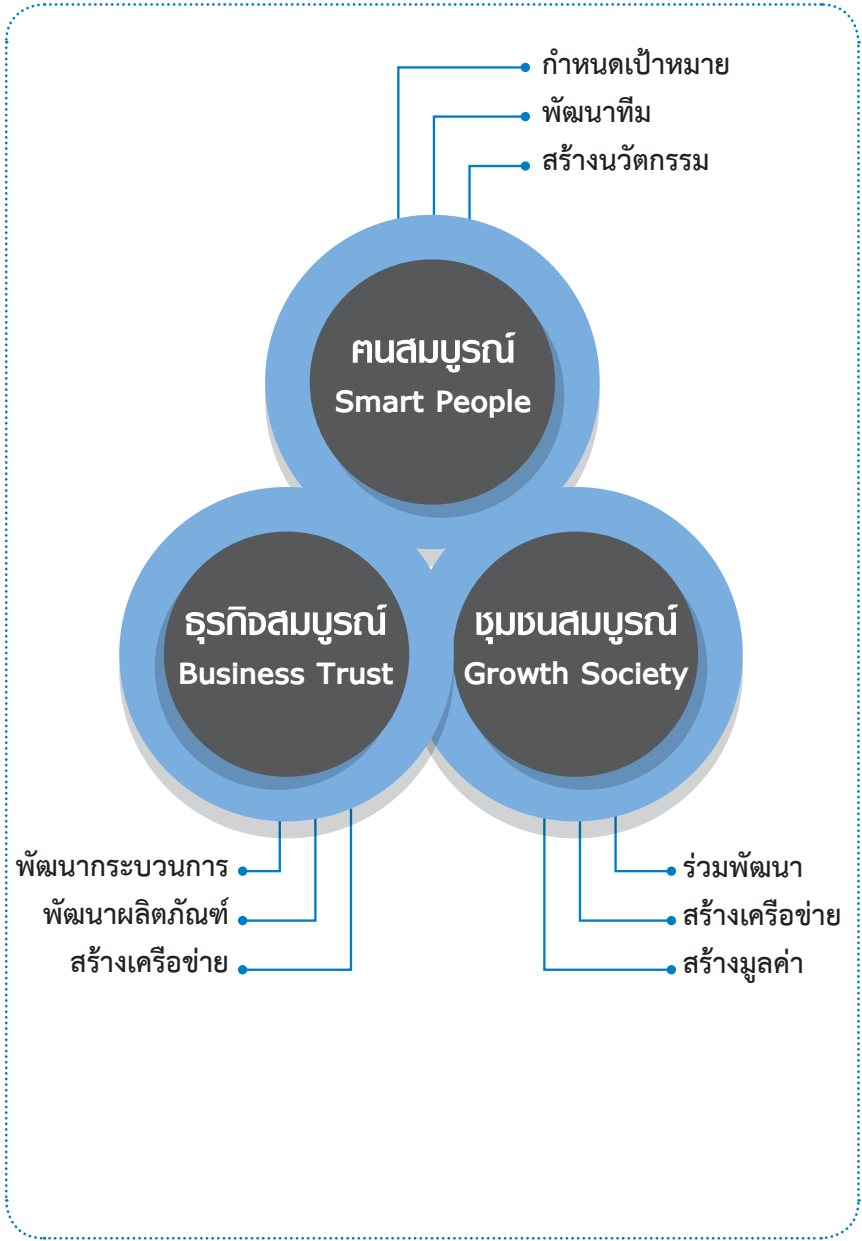 กำหนดเป้าหมาย
พัฒนาทีม
สร้างนวัตกรรม
คนสมบูรณ์
Smart People
ธุรกิจสมบูรณ์
Business Trust
ชุมชนสมบูรณ์
Growth Society
พัฒนากระบวนการ
พัฒนาผลิตภัณฑ์
สร้างเครือข่าย
ร่วมพัฒนา
สร้างเครือข่าย
สร้างมูลค่า